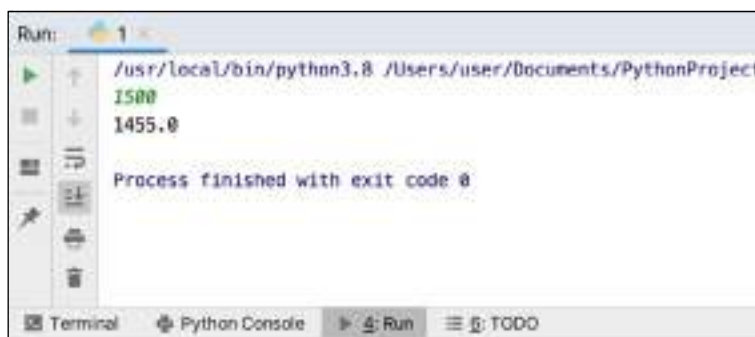 Run: 1 ×
/usr/local/bin/python3.8 /Users/user/Documents/PythonProject
1500
1455.0
Process finished with exit code 0
Terminal Python Console 4: Run 6: TODO